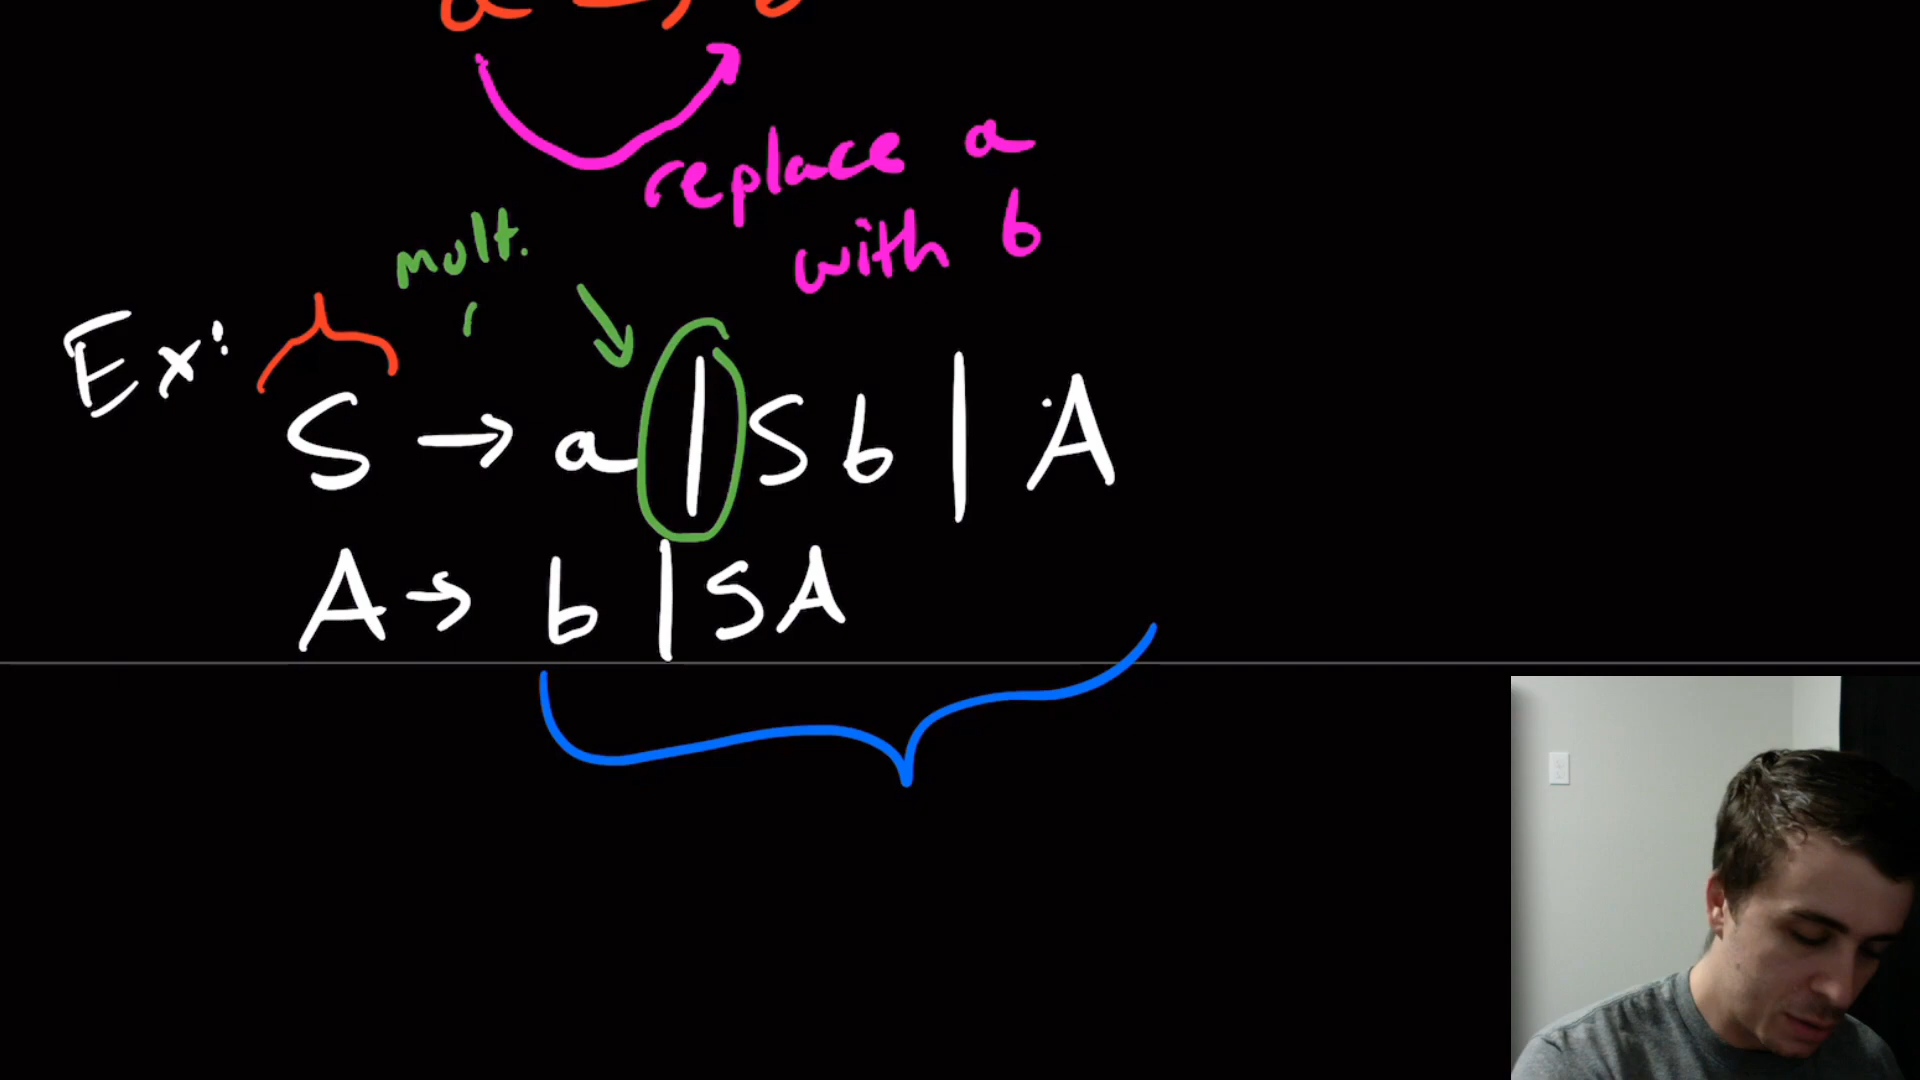 replace a
with b
mult.
Ex:
S → a | Sb | A
A → b | SA